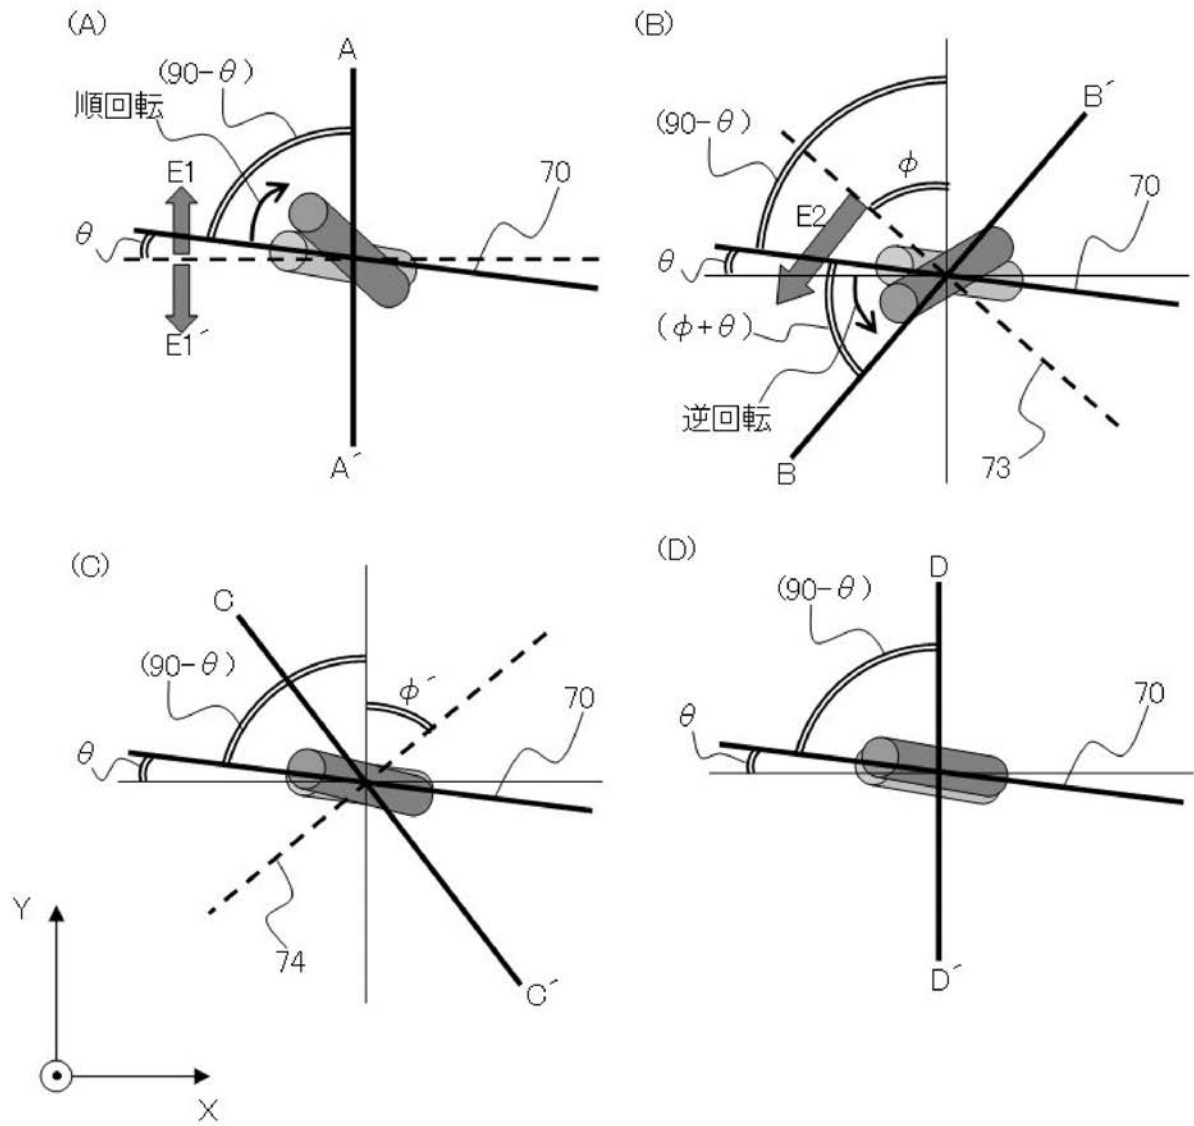 (A)
A
(90-θ)
順回転
E1
70
θ
E1´
A´
(B)
B´
(90-θ)
φ
70
E2
θ
(φ+θ)
逆回転
B
73
(C)
C
(90-θ)
φ´
70
θ
74
C´
(D)
D
(90-θ)
70
θ
D´
Y
X